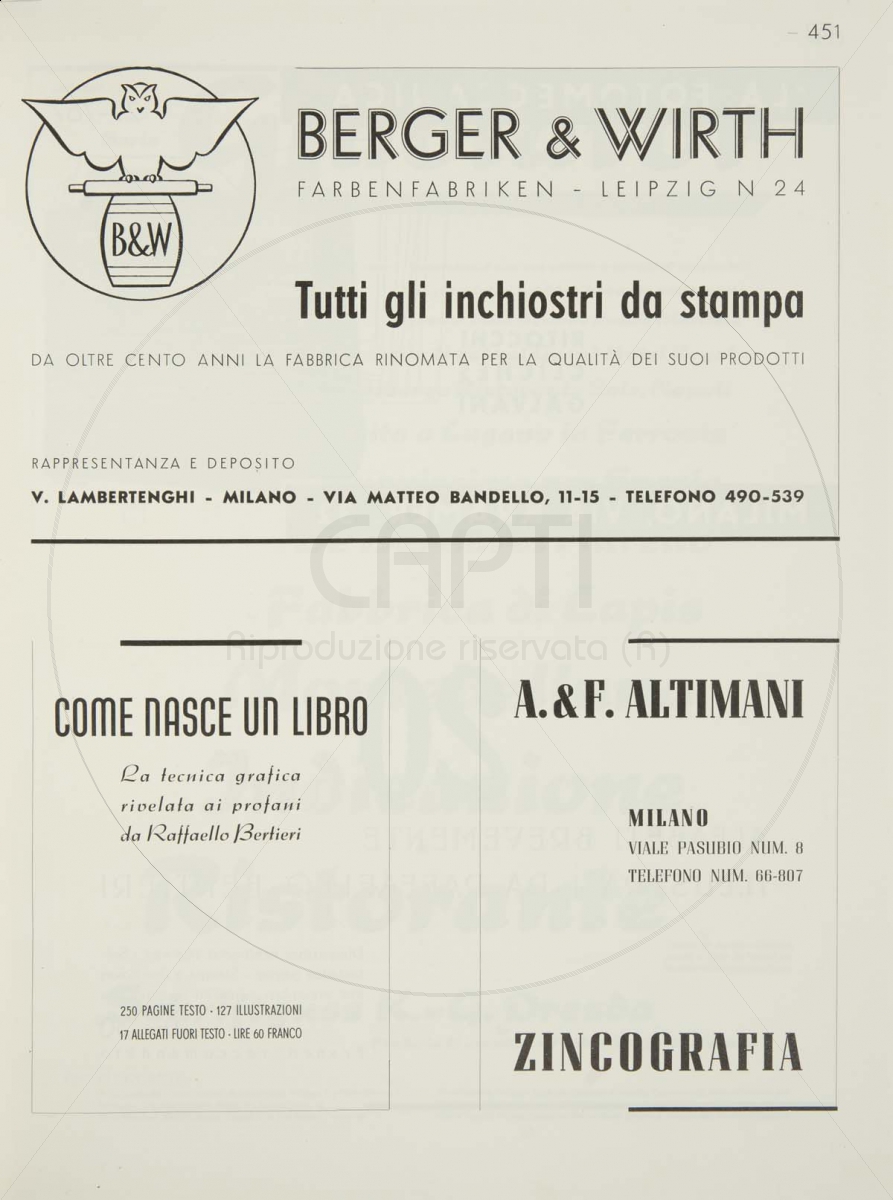 – 451
BERGER & WIRTH
FARBENFABRIKEN – LEIPZIG N 24
B&W
Tutti gli inchiostri da stampa
DA OLTRE CENTO ANNI LA FABBRICA RINOMATA PER LA QUALITÀ DEI SUOI PRODOTTI
RAPPRESENTANZA E DEPOSITO
V. LAMBERTENGHI - MILANO - VIA MATTEO BANDELLO, 11-15 - TELEFONO 490-539
CAPTI
Riproduzione riservata (R)
COME NASCE UN LIBRO
La tecnica grafica
rivelata ai profani
da Raffaello Bertieri
250 PAGINE TESTO · 127 ILLUSTRAZIONI
17 ALLEGATI FUORI TESTO · LIRE 60 FRANCO
A. & F. ALTIMANI
MILANO
VIALE PASUBIO NUM. 8
TELEFONO NUM. 66-807
ZINCOGRAFIA